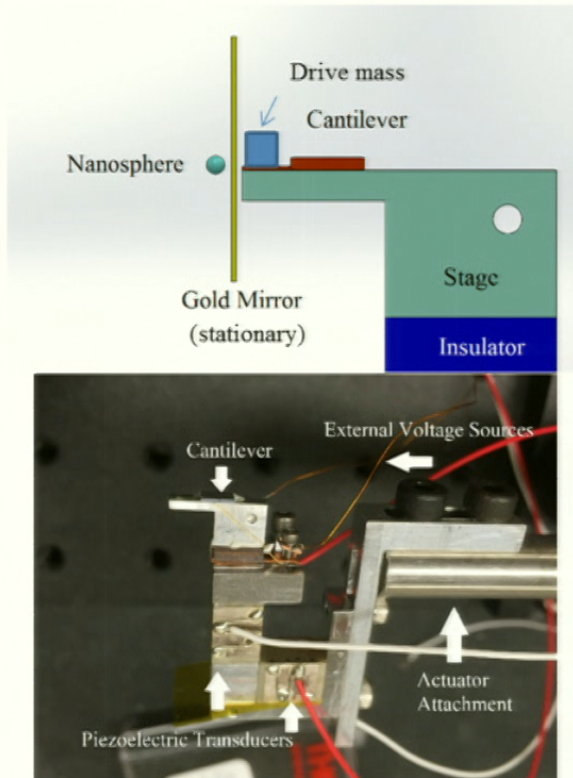 Drive mass
Cantilever
Nanosphere
Gold Mirror
(stationary)
Stage
Insulator
External Voltage Sources
Cantilever
Actuator
Attachment
Piezoelectric Transducers